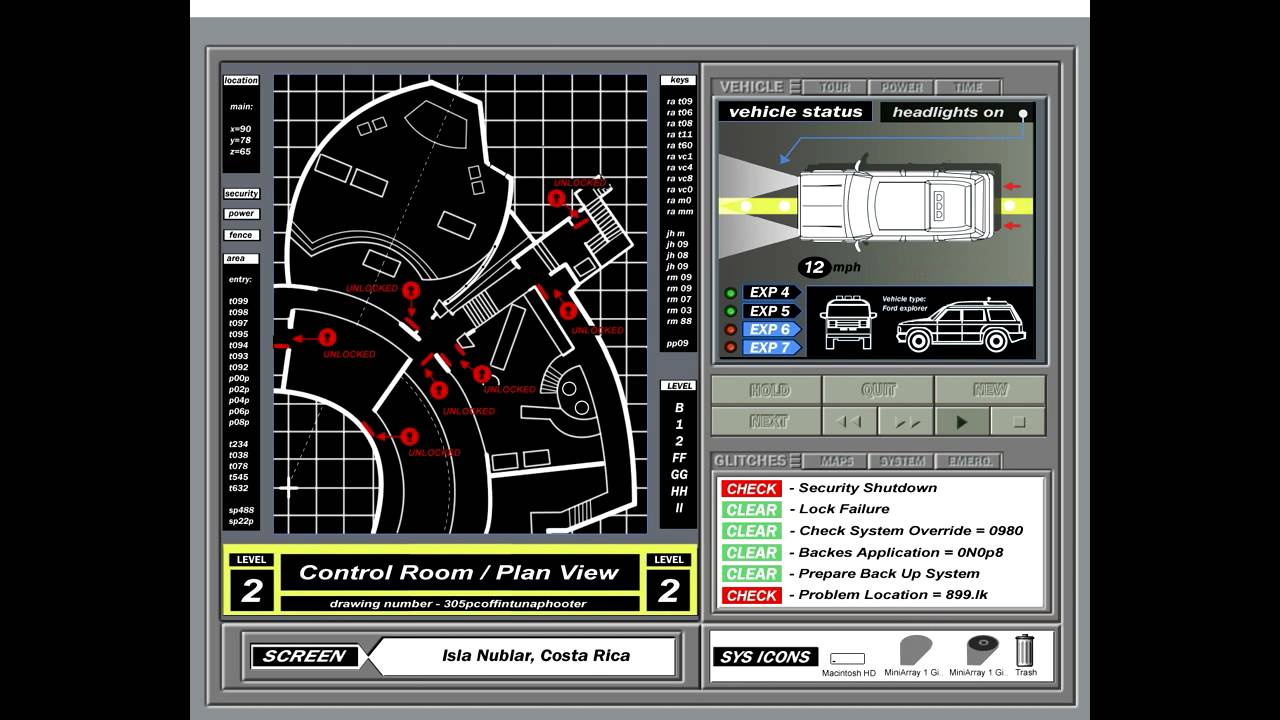 location
main:
x=90
y=78
z=65
security
power
fence
area
entry:
t099
t098
t097
t095
t094
t093
t092
p00p
p02p
p04p
p06p
p08p
t234
t038
t078
t545
t632
sp488
sp22p
UNLOCKED
UNLOCKED
UNLOCKED
UNLOCKED
UNLOCKED
UNLOCKED
UNLOCKED
keys
ra t09
ra t06
ra t08
ra t11
ra t60
ra vc1
ra vc4
ra vc8
ra vc0
ra m0
ra mm
jh m
jh 09
jh 08
jh 09
rm 09
rm 09
rm 07
rm 03
rm 88
pp09
LEVEL
B
1
2
FF
GG
HH
II
LEVEL
2
Control Room / Plan View
drawing number - 305pcoffintunaphooter
LEVEL
2
SCREEN
Isla Nublar, Costa Rica
VEHICLE TOUR POWER TIME
vehicle status headlights on
12 mph
EXP 4
EXP 5
EXP 6
EXP 7
Vehicle type:
Ford explorer
HOLD QUIT NEW
NEXT
GLITCHES MAPS SYSTEM EMERG.
CHECK - Security Shutdown
CLEAR - Lock Failure
CLEAR - Check System Override = 0980
CLEAR - Backes Application = 0N0p8
CLEAR - Prepare Back Up System
CHECK - Problem Location = 899.lk
SYS ICONS
Macintosh HD MiniArray 1 Gi.. MiniArray 1 Gi.. Trash